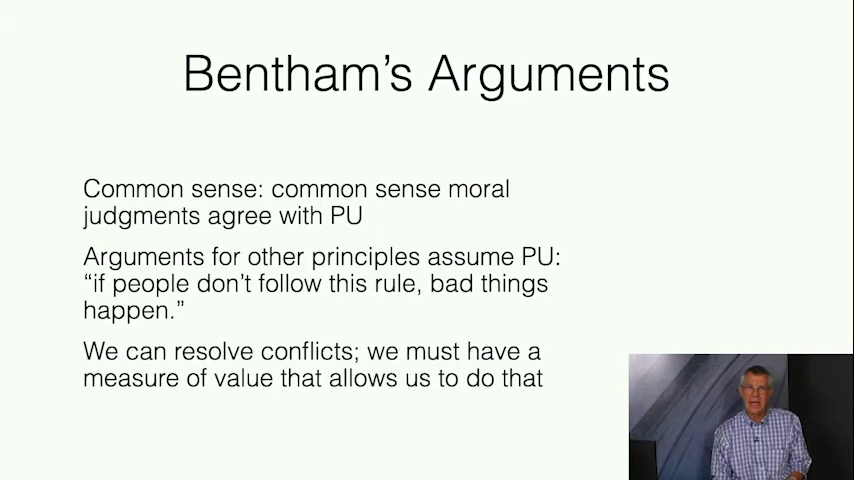 Bentham’s Arguments
Common sense: common sense moral
judgments agree with PU
Arguments for other principles assume PU:
“if people don’t follow this rule, bad things
happen.”
We can resolve conflicts; we must have a
measure of value that allows us to do that